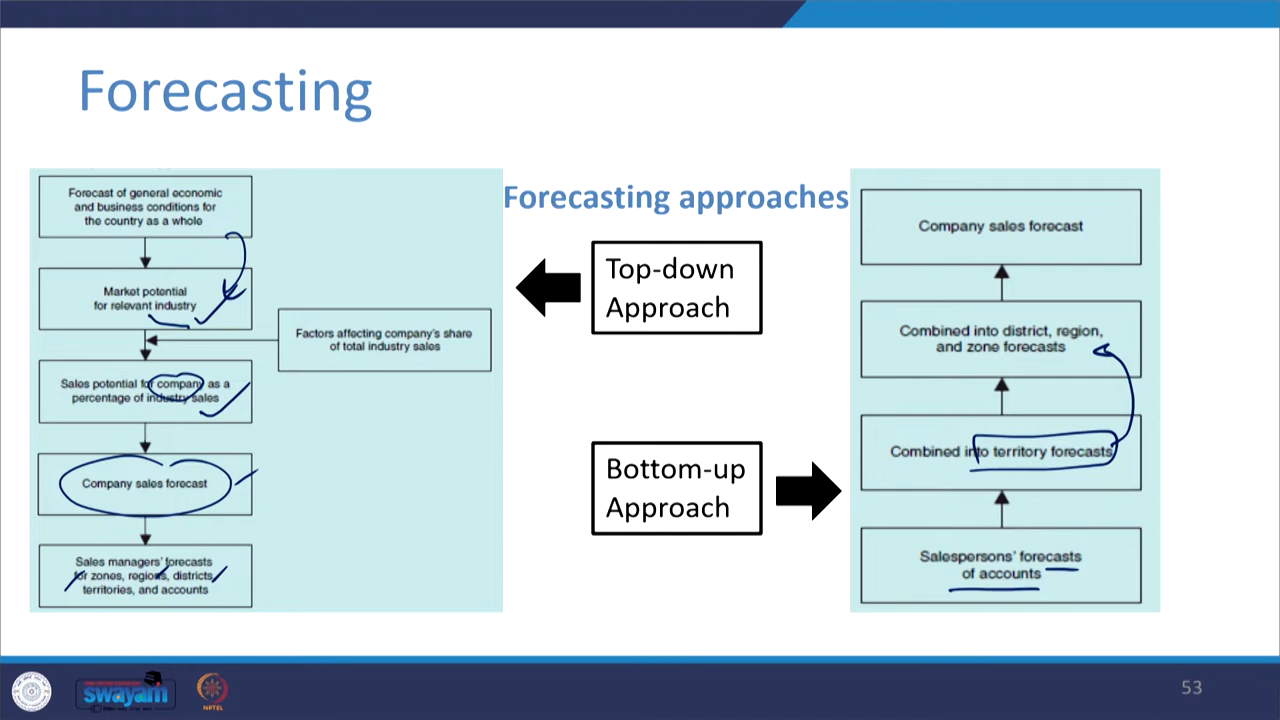 Forecasting
Forecast of general economic
and business conditions for
the country as a whole
Market potential
for relevant industry
Factors affecting company's share
of total industry sales
Sales potential for company as a
percentage of industry sales
Company sales forecast
Sales managers' forecasts
for zones, regions, districts,
territories, and accounts
Forecasting approaches
Top-down
Approach
Bottom-up
Approach
Company sales forecast
Combined into district, region,
and zone forecasts
Combined into territory forecasts
Salespersons' forecasts
of accounts
swayam
NPTEL
53